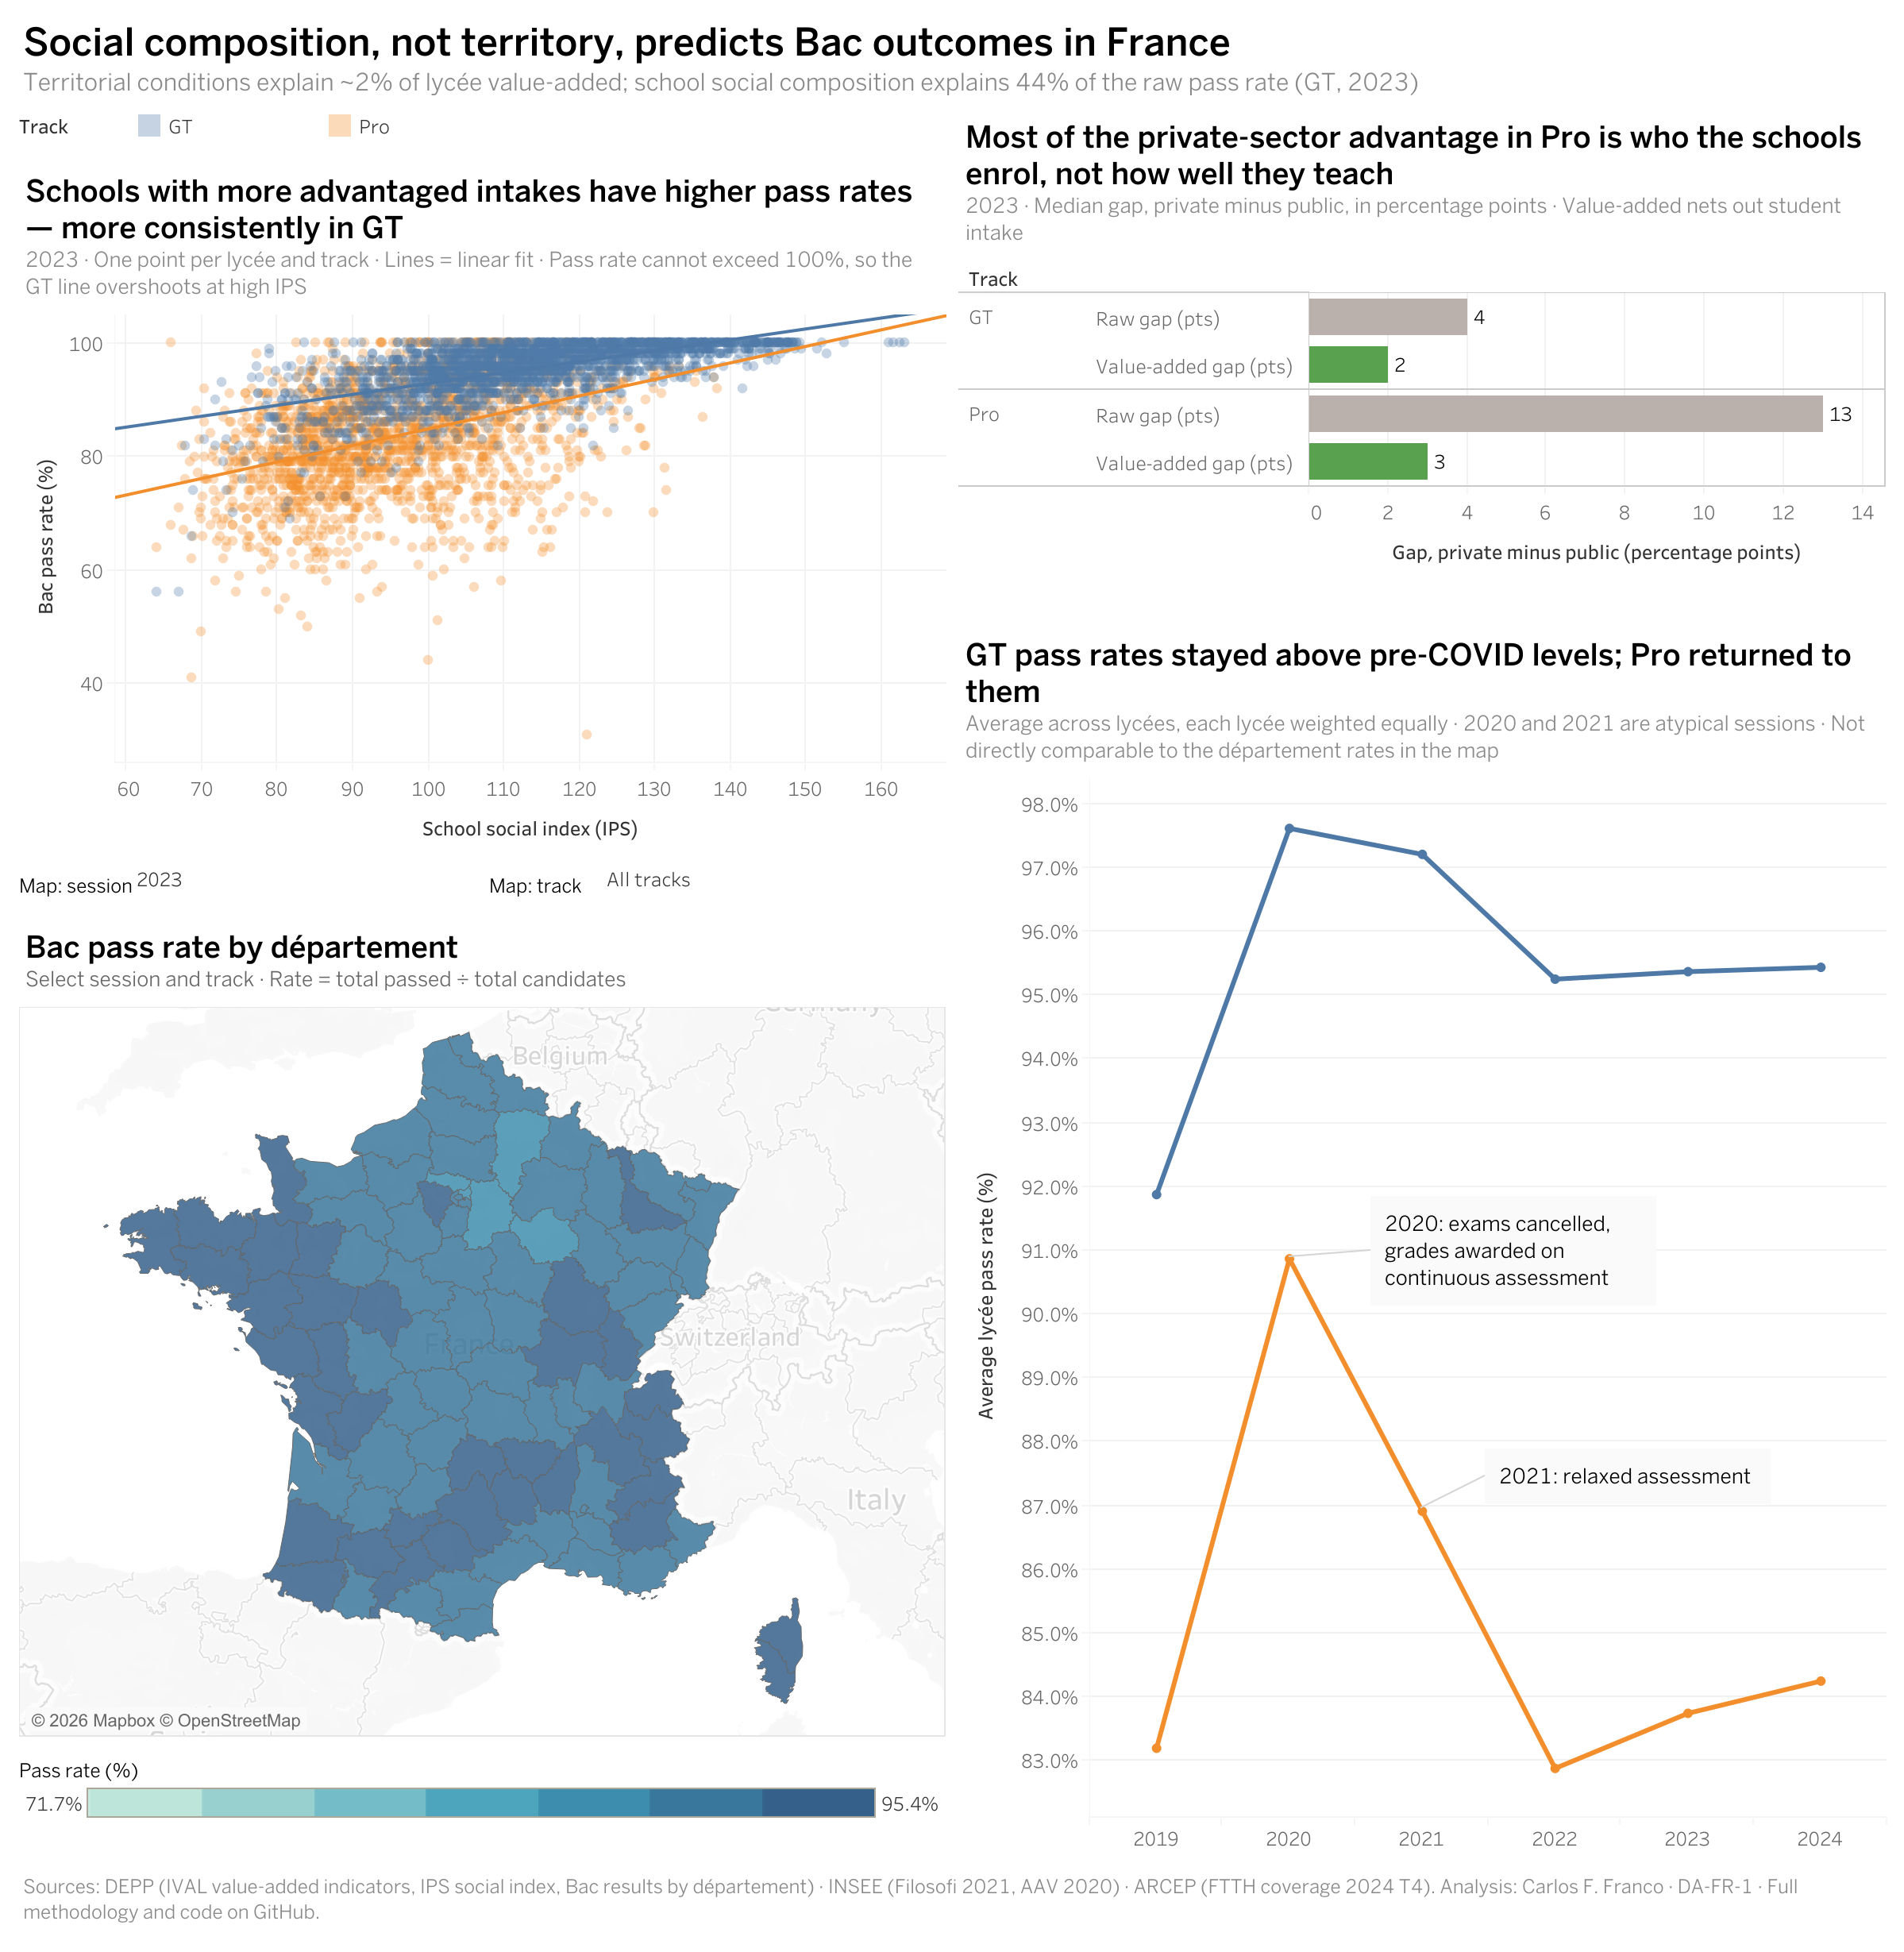 Social composition, not territory, predicts Bac outcomes in France
Territorial conditions explain ~2% of lycée value-added; school social composition explains 44% of the raw pass rate (GT, 2023)
Track
GT
Pro
Schools with more advantaged intakes have higher pass rates
— more consistently in GT
2023 · One point per lycée and track · Lines = linear fit · Pass rate cannot exceed 100%, so the
GT line overshoots at high IPS
100
80
60
40
Bac pass rate (%)
60 70 80 90 100 110 120 130 140 150 160
School social index (IPS)
Map: session 2023
Map: track All tracks
Bac pass rate by département
Select session and track · Rate = total passed ÷ total candidates
Germany
Belgium
France
Switzerland
Italy
© 2026 Mapbox © OpenStreetMap
Pass rate (%)
71.7% 95.4%
Most of the private-sector advantage in Pro is who the schools
enrol, not how well they teach
2023 · Median gap, private minus public, in percentage points · Value-added nets out student
intake
Track
GT Raw gap (pts) 4
Value-added gap (pts) 2
Pro Raw gap (pts) 13
Value-added gap (pts) 3
0 2 4 6 8 10 12 14
Gap, private minus public (percentage points)
GT pass rates stayed above pre-COVID levels; Pro returned to
them
Average across lycées, each lycée weighted equally · 2020 and 2021 are atypical sessions · Not
directly comparable to the département rates in the map
98.0%
97.0%
96.0%
95.0%
94.0%
93.0%
92.0%
91.0%
90.0%
89.0%
88.0%
87.0%
86.0%
85.0%
84.0%
83.0%
Average lycée pass rate (%)
2020: exams cancelled,
grades awarded on
continuous assessment
2021: relaxed assessment
2019 2020 2021 2022 2023 2024
Sources: DEPP (IVAL value-added indicators, IPS social index, Bac results by département) · INSEE (Filosofi 2021, AAV 2020) · ARCEP (FTTH coverage 2024 T4). Analysis: Carlos F. Franco · DA-FR-1 · Full
methodology and code on GitHub.